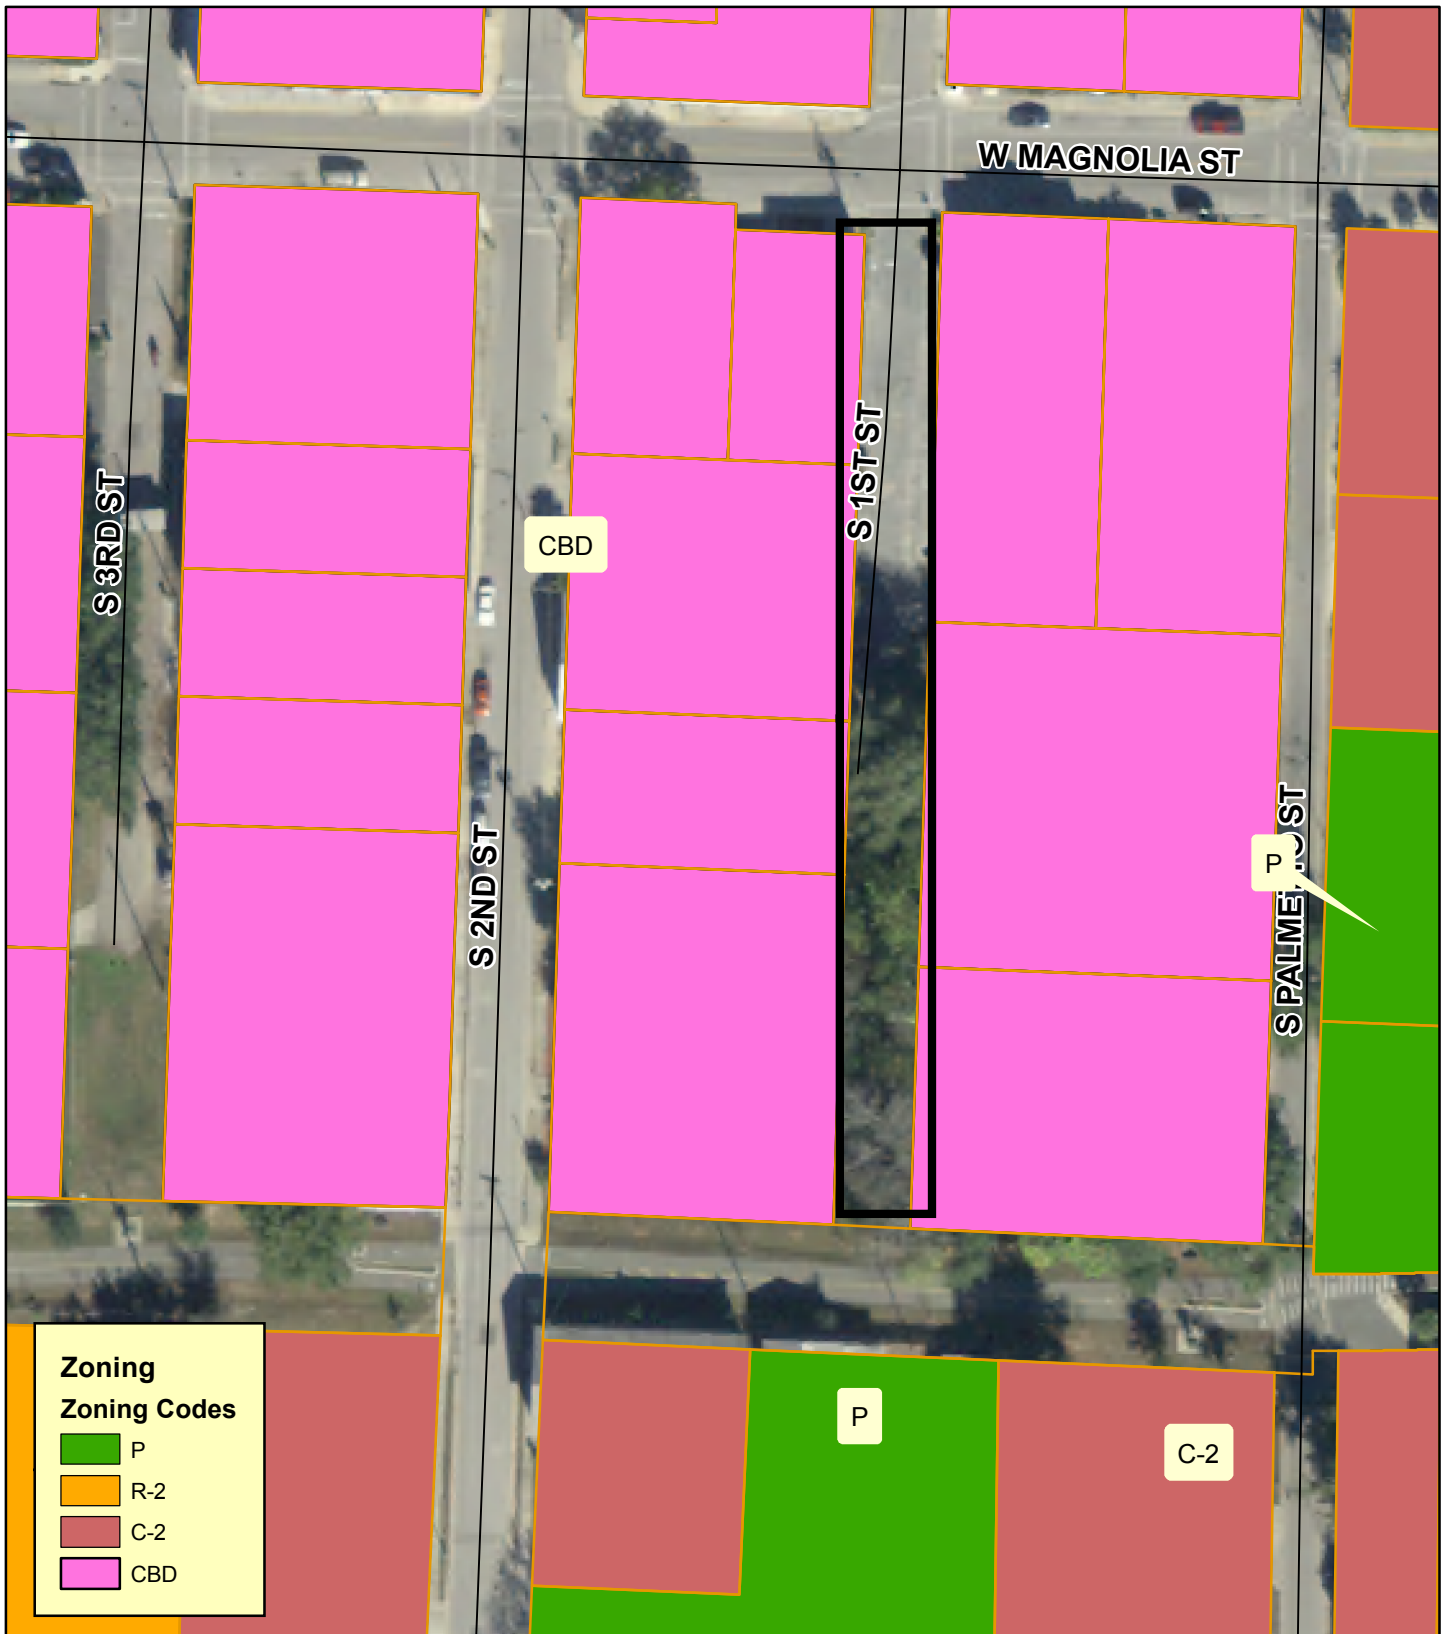 W MAGNOLIA ST
S 1ST ST
S 3RD ST
CBD
S 2ND ST
S PALMETTO ST
P
P
C-2
Zoning
Zoning Codes
P
R-2
C-2
CBD